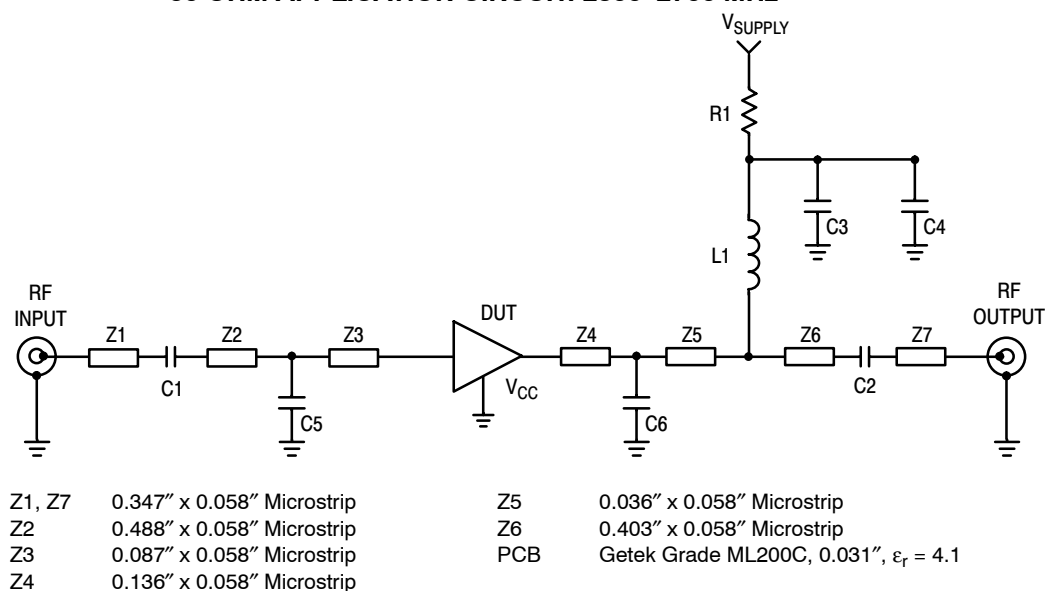 V_SUPPLY
R1
C3
C4
L1
RF
INPUT
RF
OUTPUT
DUT
Z1
Z2
Z3
Z4
Z5
Z6
Z7
C1
C2
V_CC
C5
C6
Z1, Z7 0.347″ x 0.058″ Microstrip
Z2 0.488″ x 0.058″ Microstrip
Z3 0.087″ x 0.058″ Microstrip
Z4 0.136″ x 0.058″ Microstrip
Z5 0.036″ x 0.058″ Microstrip
Z6 0.403″ x 0.058″ Microstrip
PCB Getek Grade ML200C, 0.031″, εr = 4.1